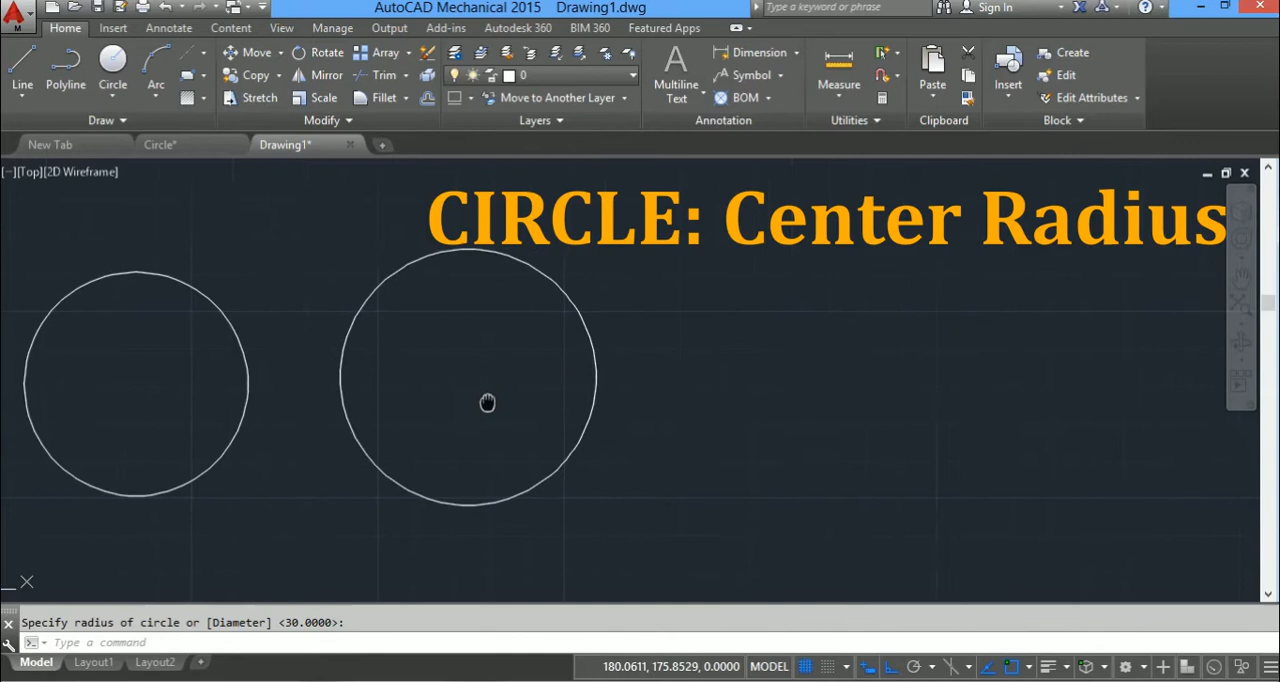 AutoCAD Mechanical 2015 Drawing1.dwg
Type a keyword or phrase
Sign In
Home Insert Annotate Content View Manage Output Add-ins Autodesk 360 BIM 360 Featured Apps
Line Polyline Circle Arc
Move Rotate Array
Copy Mirror Trim
Stretch Scale Fillet
0
Move to Another Layer
Multiline Text
Dimension
Symbol
BOM
Measure
Paste
Insert
Create
Edit
Edit Attributes
Draw Modify Layers Annotation Utilities Clipboard Block
New Tab Circle* Drawing1*
[−][Top][2D Wireframe]
CIRCLE: Center Radius
Specify radius of circle or [Diameter] <30.0000>:
Type a command
Model Layout1 Layout2
180.0611, 175.8529, 0.0000 MODEL